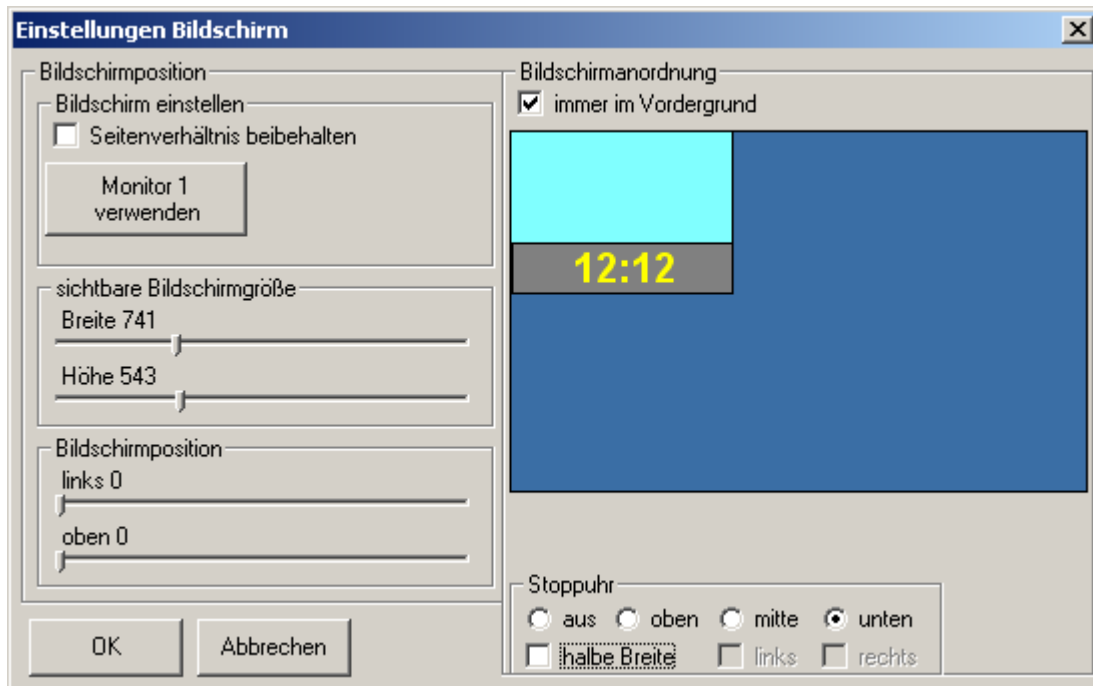 Einstellungen Bildschirm
Bildschirmposition
Bildschirm einstellen
Seitenverhältnis beibehalten
Monitor 1
verwenden
sichtbare Bildschirmgröße
Breite 741
Höhe 543
Bildschirmposition
links 0
oben 0
OK
Abbrechen
Bildschirmanordnung
immer im Vordergrund
12:12
Stoppuhr
aus oben mitte unten
halbe Breite links rechts